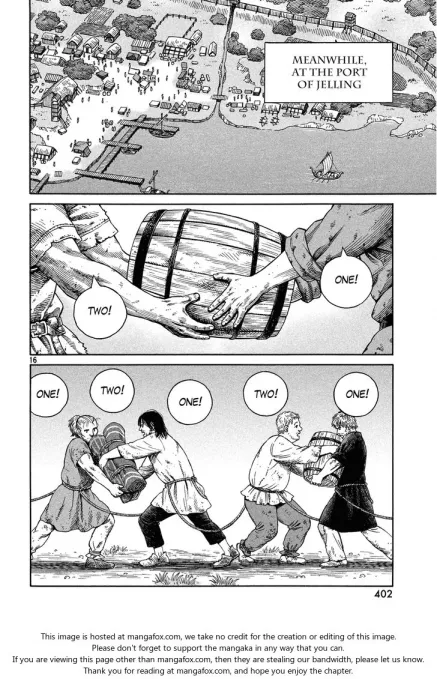 MEANWHILE,
AT THE PORT
OF JELLING
ONE!
TWO!
16
ONE!
TWO!
ONE!
TWO!
ONE!
402
This image is hosted at mangafox.com, we take no credit for the creation or editing of this image.
Please don't forget to support the mangaka in any way that you can.
If you are viewing this page other than mangafox.com, then they are stealing our bandwidth, please let us know.
Thank you for reading at mangafox.com, and hope you enjoy the chapter.